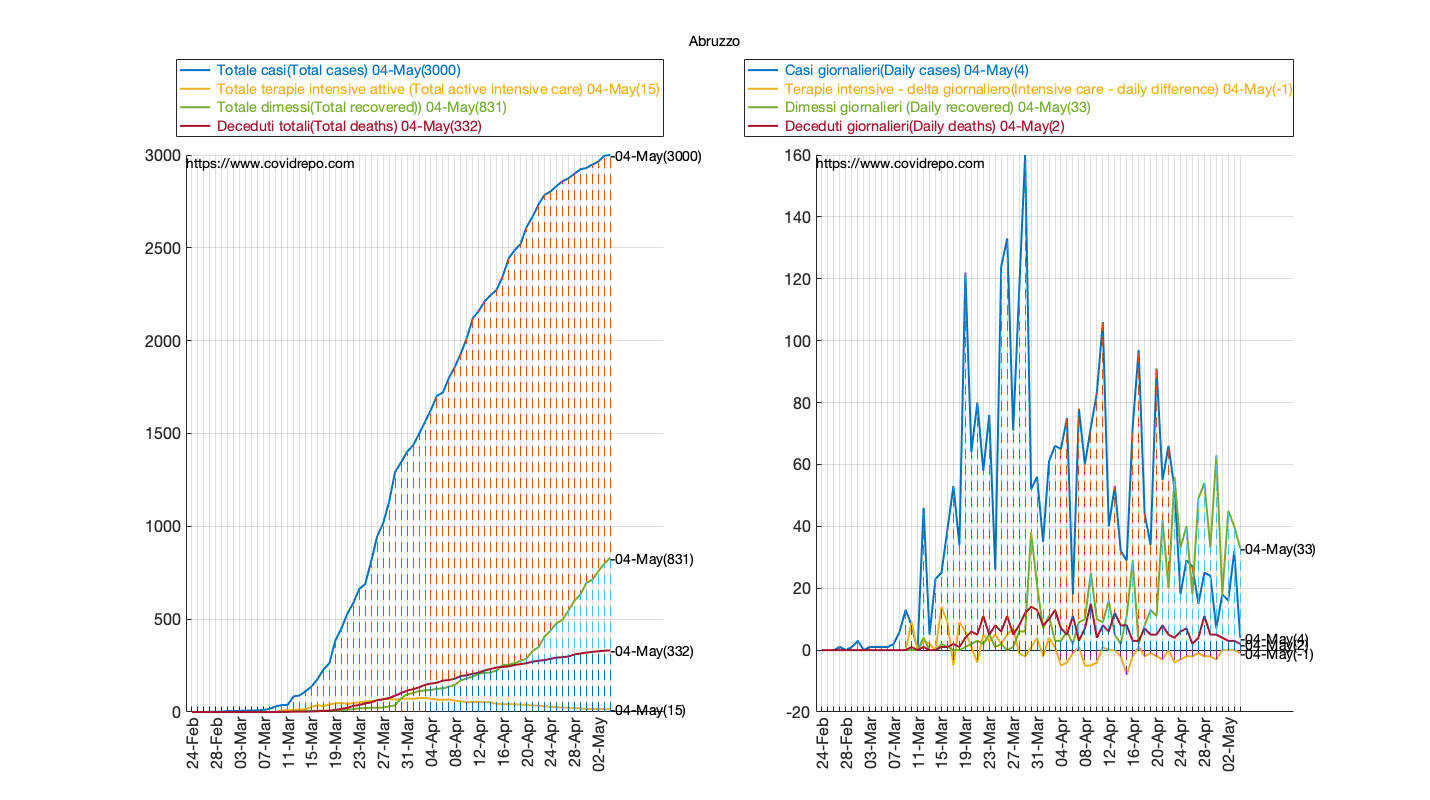 Abruzzo
Totale casi(Total cases) 04-May(3000)
Totale terapie intensive attive (Total active intensive care) 04-May(15)
Totale dimessi(Total recovered)) 04-May(831)
Deceduti totali(Total deaths) 04-May(332)
3000
2500
2000
1500
1000
500
0
https://www.covidrepo.com
04-May(3000)
04-May(831)
04-May(332)
04-May(15)
24-Feb
28-Feb
03-Mar
07-Mar
11-Mar
15-Mar
19-Mar
23-Mar
27-Mar
31-Mar
04-Apr
08-Apr
12-Apr
16-Apr
20-Apr
24-Apr
28-Apr
02-May
Casi giornalieri(Daily cases) 04-May(4)
Terapie intensive - delta giornaliero(Intensive care - daily difference) 04-May(-1)
Dimessi giornalieri (Daily recovered) 04-May(33)
Deceduti giornalieri(Daily deaths) 04-May(2)
160
140
120
100
80
60
40
20
0
-20
https://www.covidrepo.com
04-May(33)
04-May(4)
04-May(2)
04-May(-1)
24-Feb
28-Feb
03-Mar
07-Mar
11-Mar
15-Mar
19-Mar
23-Mar
27-Mar
31-Mar
04-Apr
08-Apr
12-Apr
16-Apr
20-Apr
24-Apr
28-Apr
02-May